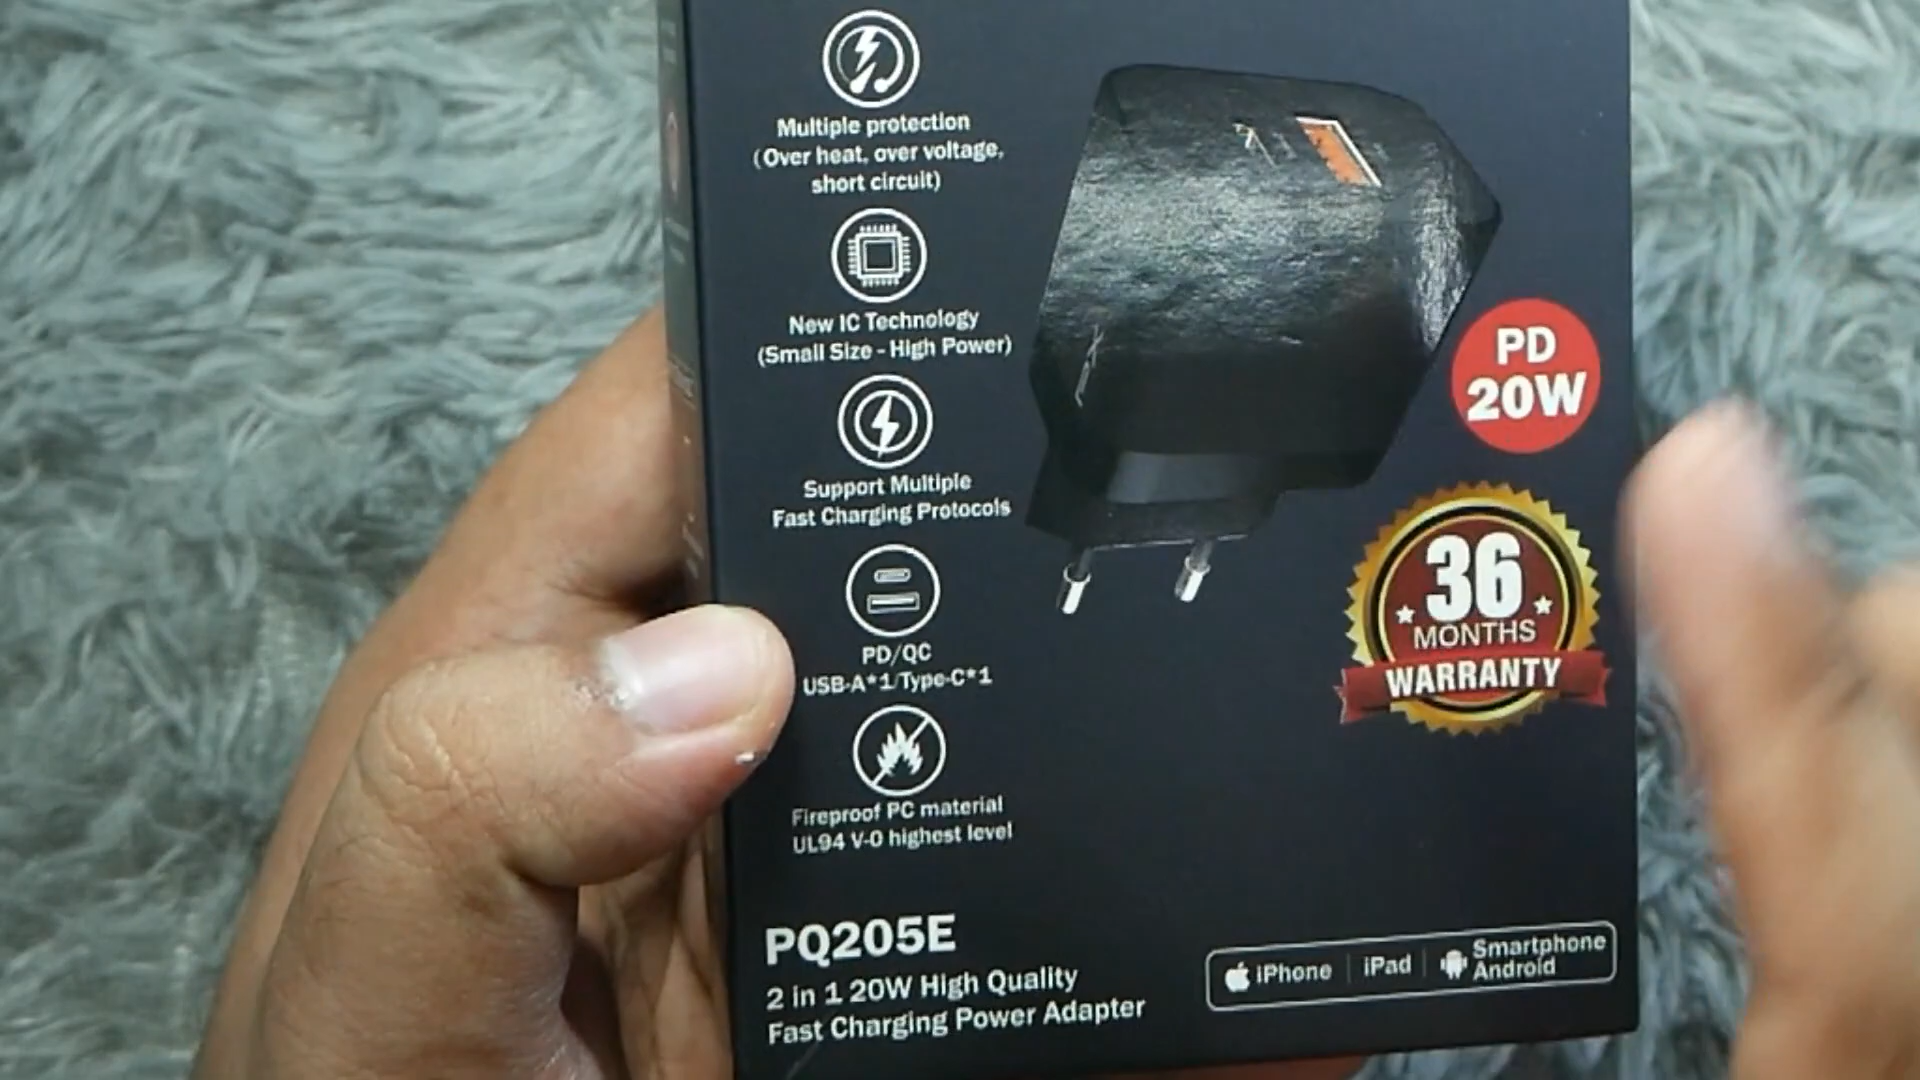 Multiple protection
(Over heat, over voltage,
short circuit)
New IC Technology
(Small Size - High Power)
Support Multiple
Fast Charging Protocols
PD/QC
USB-A*1/Type-C*1
Fireproof PC material
UL94 V-0 highest level
PD
20W
36
MONTHS
WARRANTY
PQ205E
2 in 1 20W High Quality
Fast Charging Power Adapter
iPhone
iPad
Smartphone
Android